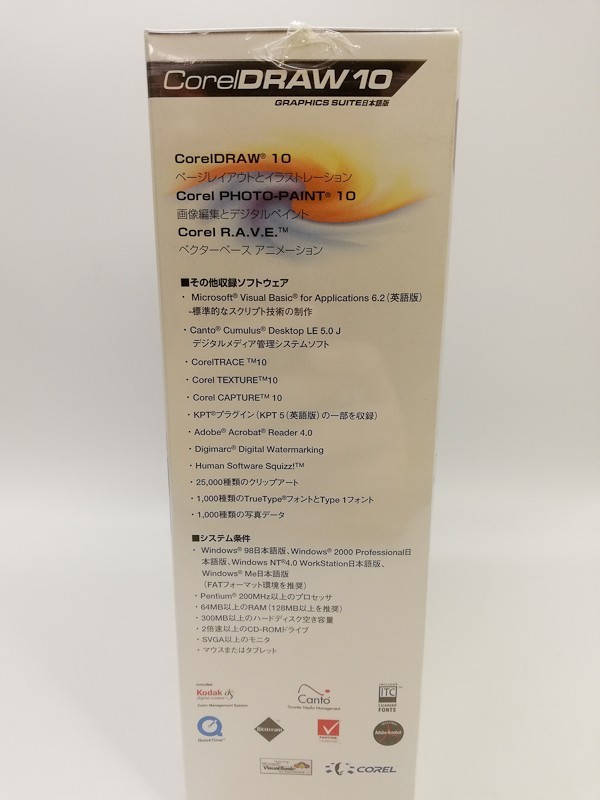 CorelDRAW 10
GRAPHICS SUITE日本語版
CorelDRAW® 10
ページレイアウトとイラストレーション
Corel PHOTO-PAINT® 10
画像編集とデジタルペイント
Corel R.A.V.E.™
ベクターベース アニメーション
■その他収録ソフトウェア
・Microsoft® Visual Basic® for Applications 6.2(英語版)
-標準的なスクリプト技術の制作
・Canto® Cumulus® Desktop LE 5.0 J
デジタルメディア管理システムソフト
・CorelTRACE ™10
・Corel TEXTURE™10
・Corel CAPTURE™ 10
・KPT®プラグイン(KPT 5(英語版)の一部を収録)
・Adobe® Acrobat® Reader 4.0
・Digimarc® Digital Watermarking
・Human Software Squizz!™
・25,000種類のクリップアート
・1,000種類のTrueType®フォントとType 1フォント
・1,000種類の写真データ
■システム条件
・Windows® 98日本語版、Windows® 2000 Professional日
本語版、Windows NT®4.0 WorkStation日本語版、
Windows® Me日本語版
(FATフォーマット環境を推奨)
・Pentium® 200MHz以上のプロセッサ
・64MB以上のRAM(128MB以上を推奨)
・300MB以上のハードディスク空き容量
・2倍速以上のCD-ROMドライブ
・SVGA以上のモニタ
・マウスまたはタブレット
Kodak
Color Management System
Canto
ITC
LICENSED
FONTS
QuickTime™
Bitstream
PANTONE
Visual Basic
COREL